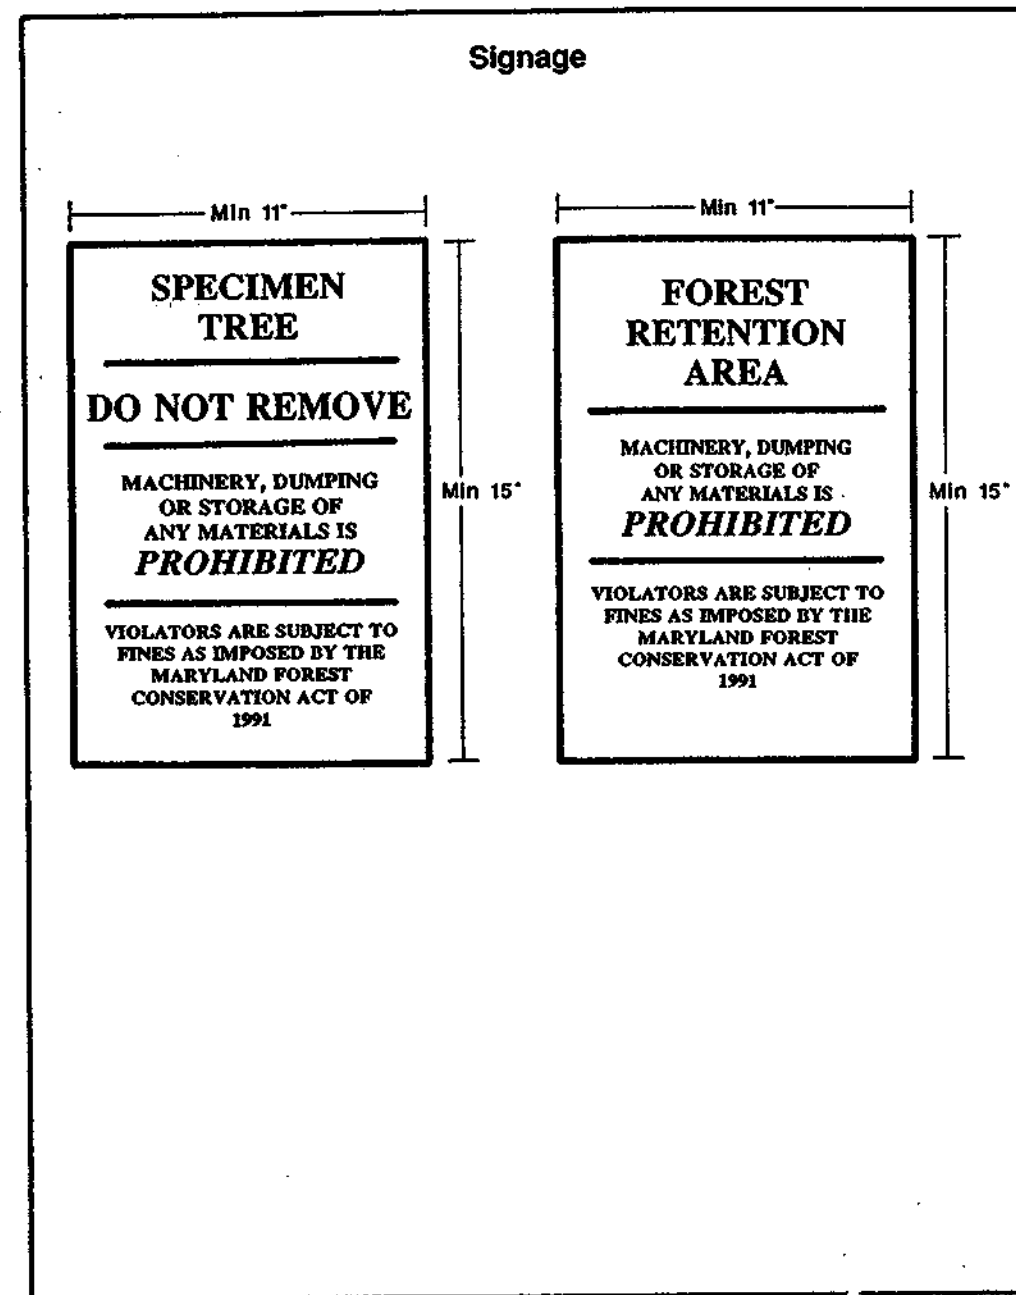 Signage
Min 11"
SPECIMEN
TREE
DO NOT REMOVE
MACHINERY, DUMPING
OR STORAGE OF
ANY MATERIALS IS
PROHIBITED
VIOLATORS ARE SUBJECT TO
FINES AS IMPOSED BY THE
MARYLAND FOREST
CONSERVATION ACT OF
1991
Min 15"
Min 11"
FOREST
RETENTION
AREA
MACHINERY, DUMPING
OR STORAGE OF
ANY MATERIALS IS
PROHIBITED
VIOLATORS ARE SUBJECT TO
FINES AS IMPOSED BY THE
MARYLAND FOREST
CONSERVATION ACT OF
1991
Min 15"